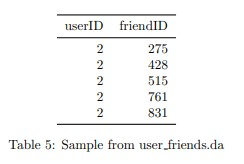 userID friendID
2 275
2 428
2 515
2 761
2 831
Table 5: Sample from user_friends.da